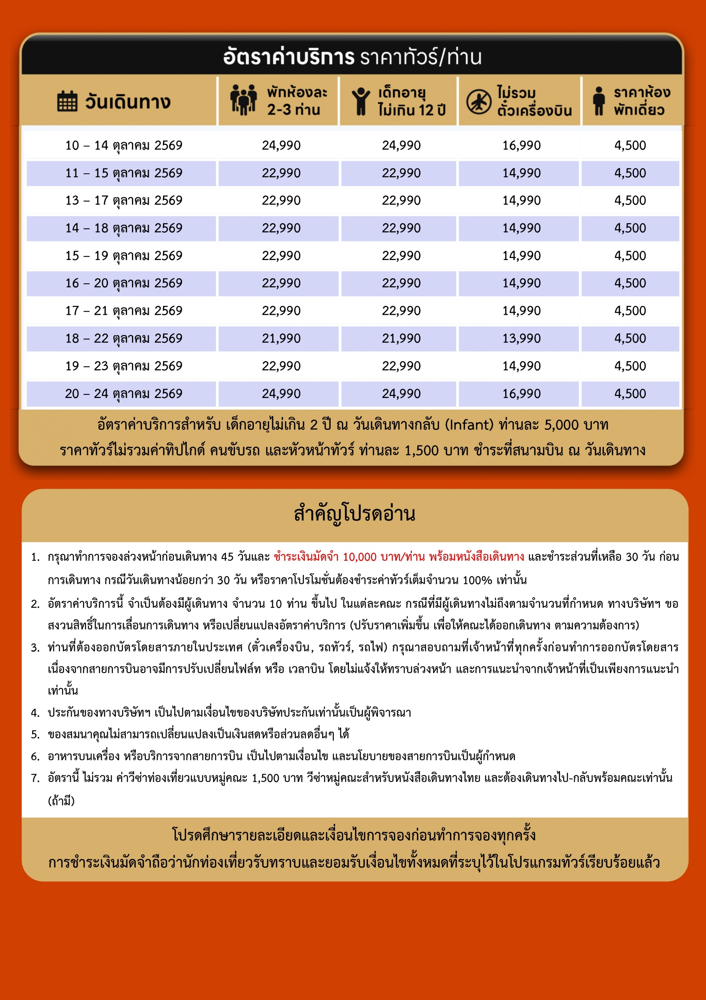 อัตราค่าบริการ ราคาทัวร์/ท่าน
วันเดินทาง พักห้องละ 2-3 ท่าน เด็กอายุ ไม่เกิน 12 ปี ไม่รวม ตั๋วเครื่องบิน ราคาห้อง พักเดี่ยว
10 – 14 ตุลาคม 2569 24,990 24,990 16,990 4,500
11 – 15 ตุลาคม 2569 22,990 22,990 14,990 4,500
13 – 17 ตุลาคม 2569 22,990 22,990 14,990 4,500
14 – 18 ตุลาคม 2569 22,990 22,990 14,990 4,500
15 – 19 ตุลาคม 2569 22,990 22,990 14,990 4,500
16 – 20 ตุลาคม 2569 22,990 22,990 14,990 4,500
17 – 21 ตุลาคม 2569 22,990 22,990 14,990 4,500
18 – 22 ตุลาคม 2569 21,990 21,990 13,990 4,500
19 – 23 ตุลาคม 2569 22,990 22,990 14,990 4,500
20 – 24 ตุลาคม 2569 24,990 24,990 16,990 4,500
อัตราค่าบริการสำหรับ เด็กอายุไม่เกิน 2 ปี ณ วันเดินทางกลับ (Infant) ท่านละ 5,000 บาท
ราคาทัวร์ไม่รวมค่าทิปไกด์ คนขับรถ และหัวหน้าทัวร์ ท่านละ 1,500 บาท ชำระที่สนามบิน ณ วันเดินทาง
สำคัญโปรดอ่าน
1. กรุณาทำการจองล่วงหน้าก่อนเดินทาง 45 วันและ ชำระเงินมัดจำ 10,000 บาท/ท่าน พร้อมหนังสือเดินทาง และชำระส่วนที่เหลือ 30 วัน ก่อน
การเดินทาง กรณีวันเดินทางน้อยกว่า 30 วัน หรือราคาโปรโมชั่นต้องชำระค่าทัวร์เต็มจำนวน 100% เท่านั้น
2. อัตราค่าบริการนี้ จำเป็นต้องมีผู้เดินทาง จำนวน 10 ท่าน ขึ้นไป ในแต่ละคณะ กรณีที่มีผู้เดินทางไม่ถึงตามจำนวนที่กำหนด ทางบริษัทฯ ขอ
สงวนสิทธิ์ในการเลื่อนการเดินทาง หรือเปลี่ยนแปลงอัตราค่าบริการ (ปรับราคาเพิ่มขึ้น เพื่อให้คณะได้ออกเดินทาง ตามความต้องการ)
3. ท่านที่ต้องออกบัตรโดยสารภายในประเทศ (ตั๋วเครื่องบิน, รถทัวร์, รถไฟ) กรุณาสอบถามที่เจ้าหน้าที่ทุกครั้งก่อนทำการออกบัตรโดยสาร
เนื่องจากสายการบินอาจมีการปรับเปลี่ยนไฟล์ท หรือ เวลาบิน โดยไม่แจ้งให้ทราบล่วงหน้า และการแนะนำจากเจ้าหน้าที่เป็นเพียงการแนะนำ
เท่านั้น
4. ประกันของทางบริษัทฯ เป็นไปตามเงื่อนไขของบริษัทประกันเท่านั้นเป็นผู้พิจารณา
5. ของสมนาคุณไม่สามารถเปลี่ยนแปลงเป็นเงินสดหรือส่วนลดอื่นๆ ได้
6. อาหารบนเครื่อง หรือบริการจากสายการบิน เป็นไปตามเงื่อนไข และนโยบายของสายการบินเป็นผู้กำหนด
7. อัตรานี้ ไม่รวม ค่าวีซ่าท่องเที่ยวแบบหมู่คณะ 1,500 บาท วีซ่าหมู่คณะสำหรับหนังสือเดินทางไทย และต้องเดินทางไป-กลับพร้อมคณะเท่านั้น
(ถ้ามี)
โปรดศึกษารายละเอียดและเงื่อนไขการจองก่อนทำการจองทุกครั้ง
การชำระเงินมัดจำถือว่านักท่องเที่ยวรับทราบและยอมรับเงื่อนไขทั้งหมดที่ระบุไว้ในโปรแกรมทัวร์เรียบร้อยแล้ว